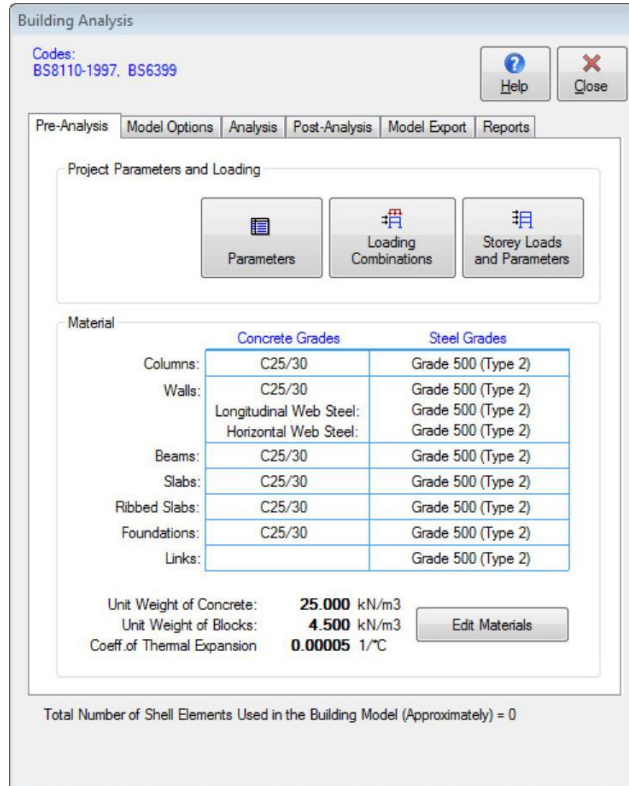 Building Analysis
Codes:
BS8110-1997, BS6399
Help
Close
Pre-Analysis Model Options Analysis Post-Analysis Model Export Reports
Project Parameters and Loading
Parameters
Loading
Combinations
Storey Loads
and Parameters
Material
Concrete Grades Steel Grades
Columns: C25/30 Grade 500 (Type 2)
Walls: C25/30 Grade 500 (Type 2)
Longitudinal Web Steel: Grade 500 (Type 2)
Horizontal Web Steel: Grade 500 (Type 2)
Beams: C25/30 Grade 500 (Type 2)
Slabs: C25/30 Grade 500 (Type 2)
Ribbed Slabs: C25/30 Grade 500 (Type 2)
Foundations: C25/30 Grade 500 (Type 2)
Links: Grade 500 (Type 2)
Unit Weight of Concrete: 25.000 kN/m3
Unit Weight of Blocks: 4.500 kN/m3
Coeff.of Thermal Expansion 0.00005 1/°C
Edit Materials
Total Number of Shell Elements Used in the Building Model (Approximately) = 0